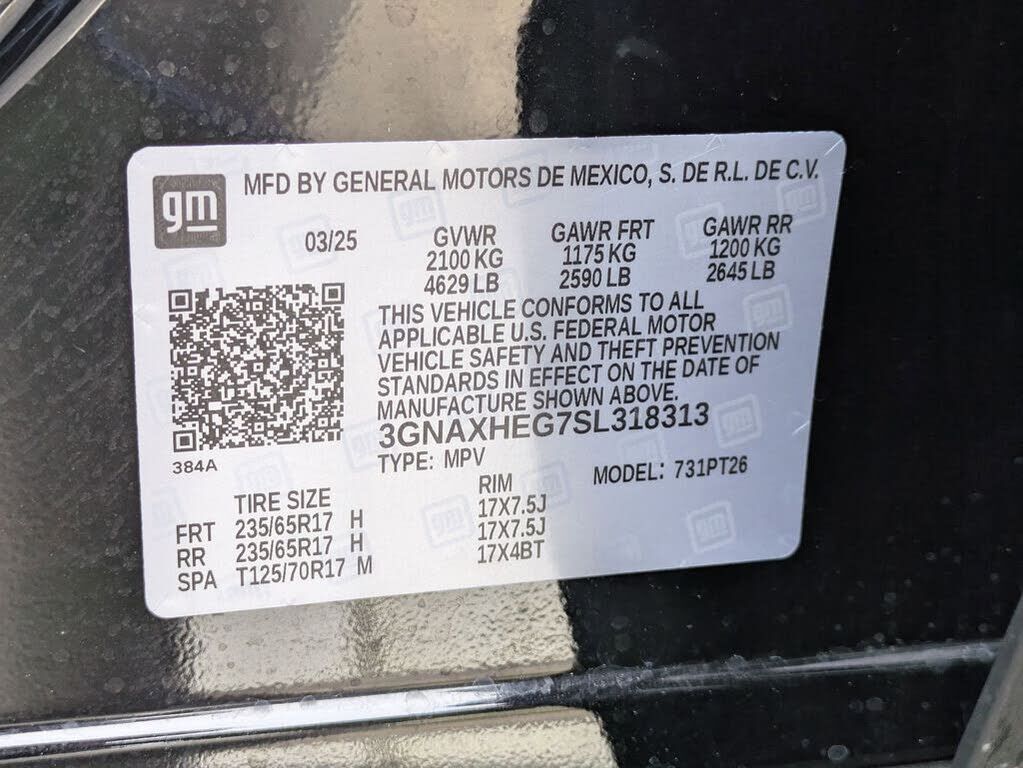 gm
MFD BY GENERAL MOTORS DE MEXICO, S. DE R.L. DE C.V.
03/25
GVWR GAWR FRT GAWR RR
2100 KG 1175 KG 1200 KG
4629 LB 2590 LB 2645 LB
THIS VEHICLE CONFORMS TO ALL
APPLICABLE U.S. FEDERAL MOTOR
VEHICLE SAFETY AND THEFT PREVENTION
STANDARDS IN EFFECT ON THE DATE OF
MANUFACTURE SHOWN ABOVE.
3GNAXHEG7SL318313
384A
TYPE: MPV MODEL: 731PT26
TIRE SIZE RIM
FRT 235/65R17 H 17X7.5J
RR 235/65R17 H 17X7.5J
SPA T125/70R17 M 17X4BT